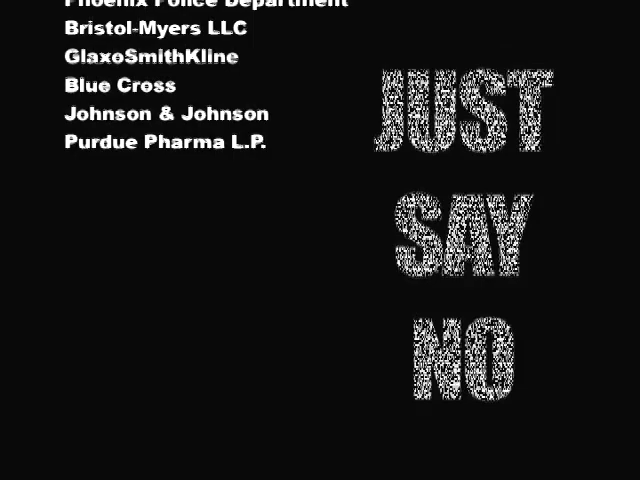 Phoenix Police Department
Bristol-Myers LLC
GlaxoSmithKline
Blue Cross
Johnson & Johnson
Purdue Pharma L.P.
JUST
SAY
NO